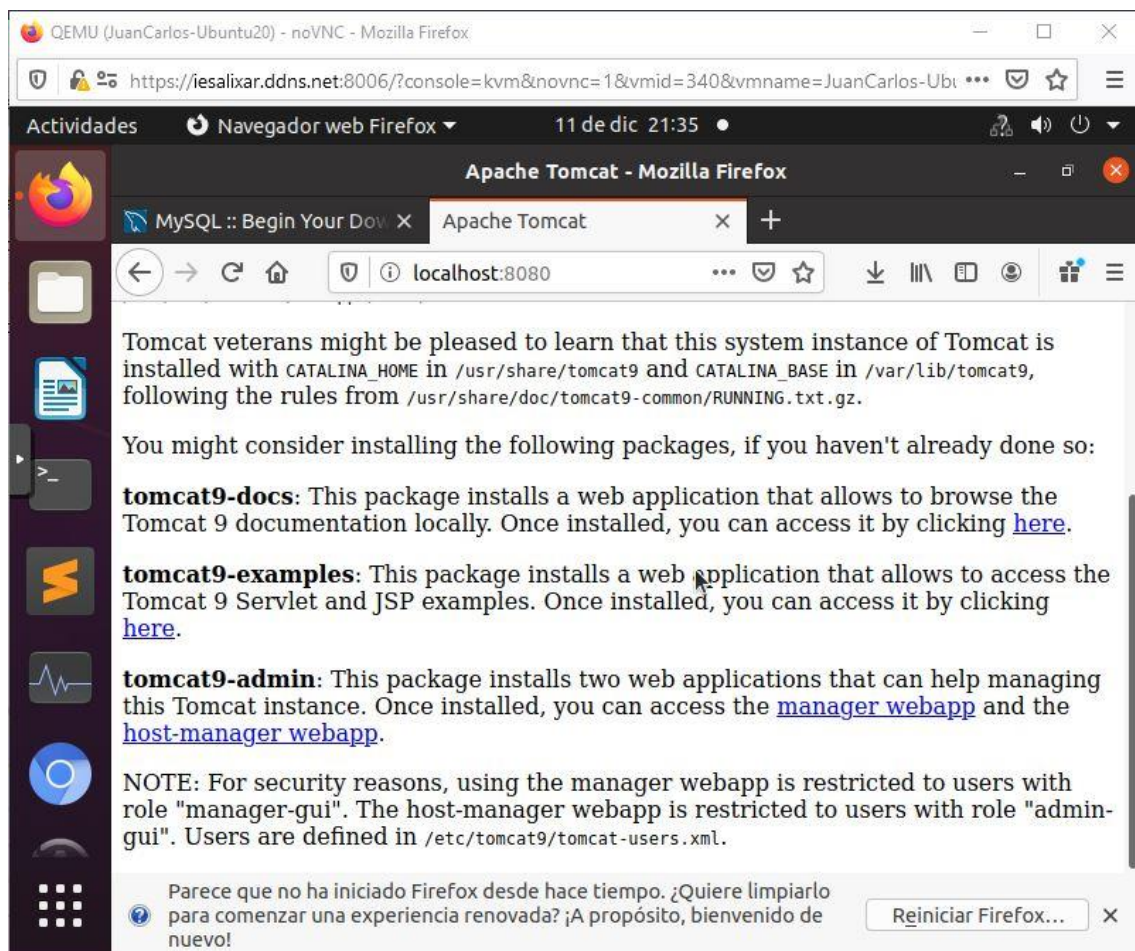 QEMU (JuanCarlos-Ubuntu20) - noVNC - Mozilla Firefox
https://iesalixar.ddns.net:8006/?console=kvm&novnc=1&vmid=340&vmname=JuanCarlos-Ubu
Actividades Navegador web Firefox 11 de dic 21:35
Apache Tomcat - Mozilla Firefox
MySQL :: Begin Your Dow Apache Tomcat
localhost:8080
Tomcat veterans might be pleased to learn that this system instance of Tomcat is
installed with CATALINA_HOME in /usr/share/tomcat9 and CATALINA_BASE in /var/lib/tomcat9,
following the rules from /usr/share/doc/tomcat9-common/RUNNING.txt.gz.
You might consider installing the following packages, if you haven't already done so:
tomcat9-docs: This package installs a web application that allows to browse the
Tomcat 9 documentation locally. Once installed, you can access it by clicking here.
tomcat9-examples: This package installs a web application that allows to access the
Tomcat 9 Servlet and JSP examples. Once installed, you can access it by clicking
here.
tomcat9-admin: This package installs two web applications that can help managing
this Tomcat instance. Once installed, you can access the manager webapp and the
host-manager webapp.
NOTE: For security reasons, using the manager webapp is restricted to users with
role "manager-gui". The host-manager webapp is restricted to users with role "admin-
gui". Users are defined in /etc/tomcat9/tomcat-users.xml.
Parece que no ha iniciado Firefox desde hace tiempo. ¿Quiere limpiarlo
para comenzar una experiencia renovada? ¡A propósito, bienvenido de
nuevo!
Reiniciar Firefox...